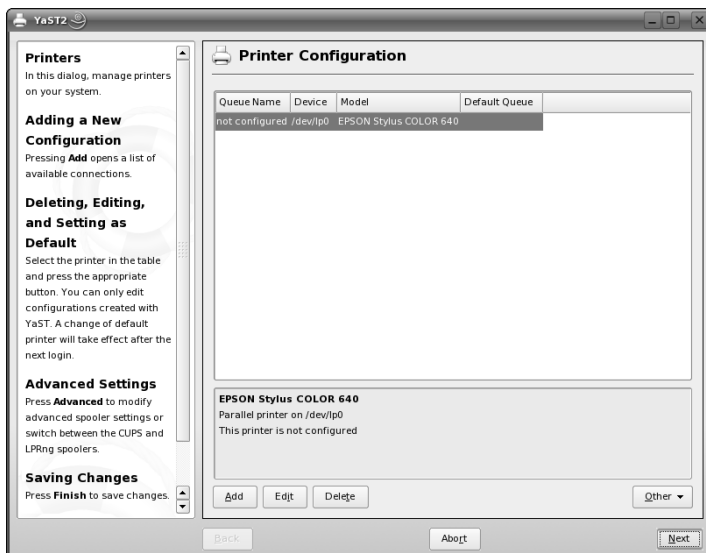 YaST2
Printers
In this dialog, manage printers
on your system.
Adding a New
Configuration
Pressing Add opens a list of
available connections.
Deleting, Editing,
and Setting as
Default
Select the printer in the table
and press the appropriate
button. You can only edit
configurations created with
YaST. A change of default
printer will take effect after the
next login.
Advanced Settings
Press Advanced to modify
advanced spooler settings or
switch between the CUPS and
LPRng spoolers.
Saving Changes
Press Finish to save changes.
Printer Configuration
Queue Name Device Model Default Queue
not configured /dev/lp0 EPSON Stylus COLOR 640
EPSON Stylus COLOR 640
Parallel printer on /dev/lp0
This printer is not configured
Add Edit Delete Other
Back Abort Next